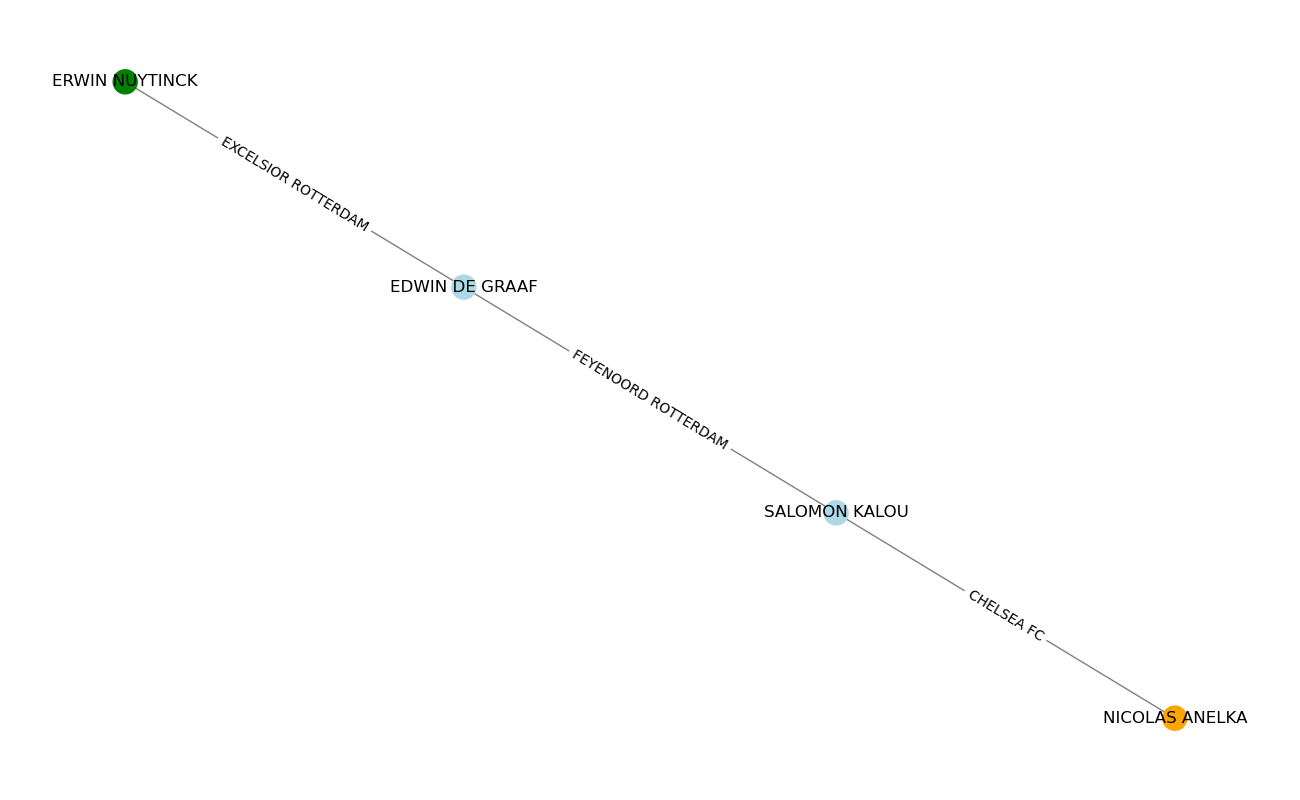 ERWIN NUYTINCK
EXCELSIOR ROTTERDAM
EDWIN DE GRAAF
FEYENOORD ROTTERDAM
SALOMON KALOU
CHELSEA FC
NICOLAS ANELKA